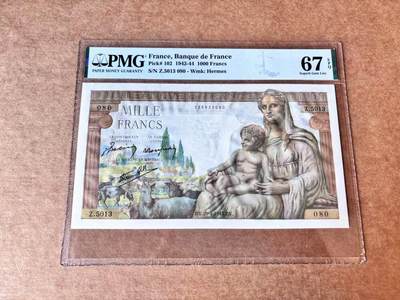 PMG
PAPER MONEY GUARANTY
France, Banque de France
Pick# 102 1942-44 1000 Francs
S/N Z.5013 080 - Wmk: Hermes
67 EPQ
Superb Gem Unc
080
Z.5013
MILLE
FRANCS
Z.5013
080